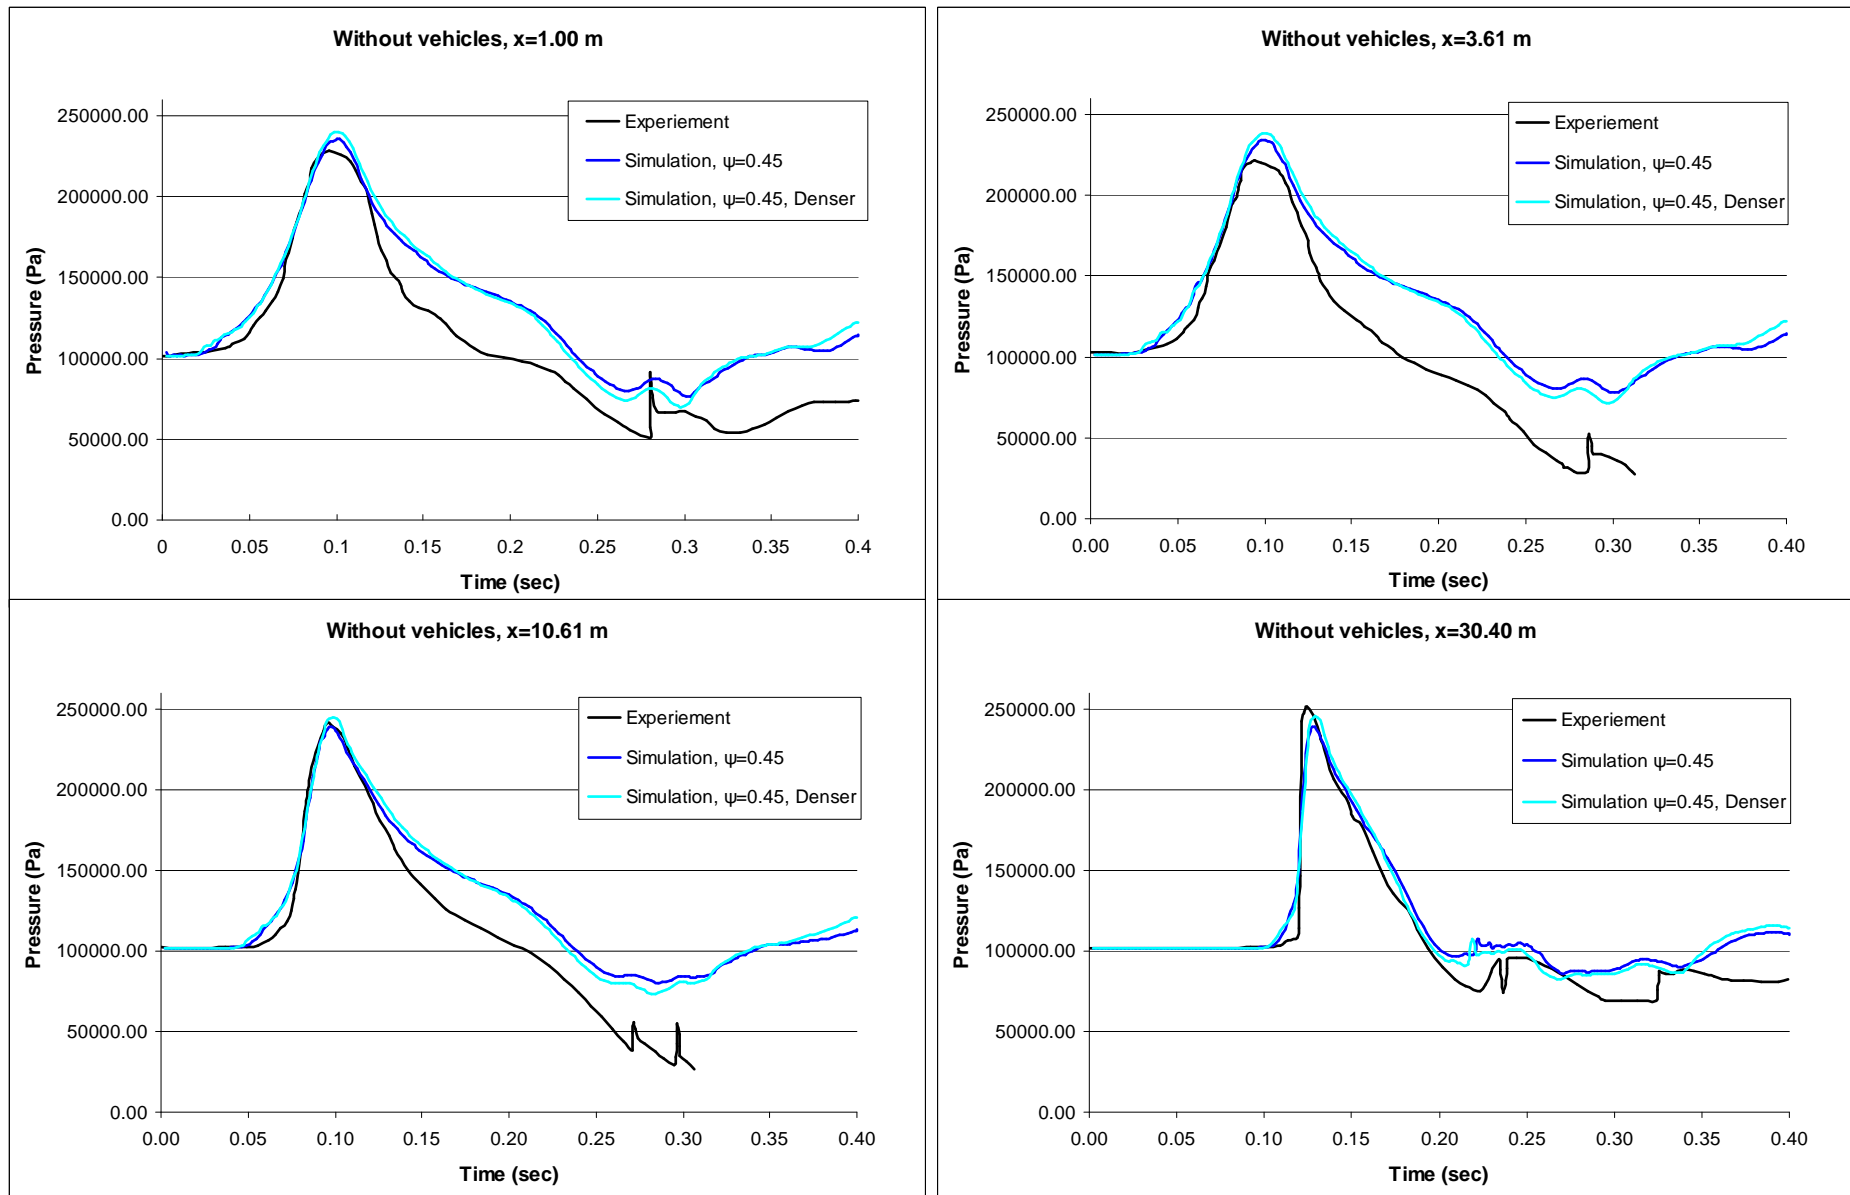 Without vehicles, x=1.00 m
250000.00
200000.00
150000.00
100000.00
50000.00
0.00
Pressure (Pa)
0 0.05 0.1 0.15 0.2 0.25 0.3 0.35 0.4
Time (sec)
Experiement
Simulation, ψ=0.45
Simulation, ψ=0.45, Denser
Without vehicles, x=3.61 m
250000.00
200000.00
150000.00
100000.00
50000.00
0.00
Pressure (Pa)
0.00 0.05 0.10 0.15 0.20 0.25 0.30 0.35 0.40
Time (sec)
Experiement
Simulation, ψ=0.45
Simulation, ψ=0.45, Denser
Without vehicles, x=10.61 m
250000.00
200000.00
150000.00
100000.00
50000.00
0.00
Pressure (Pa)
0.00 0.05 0.10 0.15 0.20 0.25 0.30 0.35 0.40
Time (sec)
Experiement
Simulation, ψ=0.45
Simulation, ψ=0.45, Denser
Without vehicles, x=30.40 m
250000.00
200000.00
150000.00
100000.00
50000.00
0.00
Pressure (Pa)
0.00 0.05 0.10 0.15 0.20 0.25 0.30 0.35 0.40
Time (sec)
Experiement
Simulation ψ=0.45
Simulation ψ=0.45, Denser